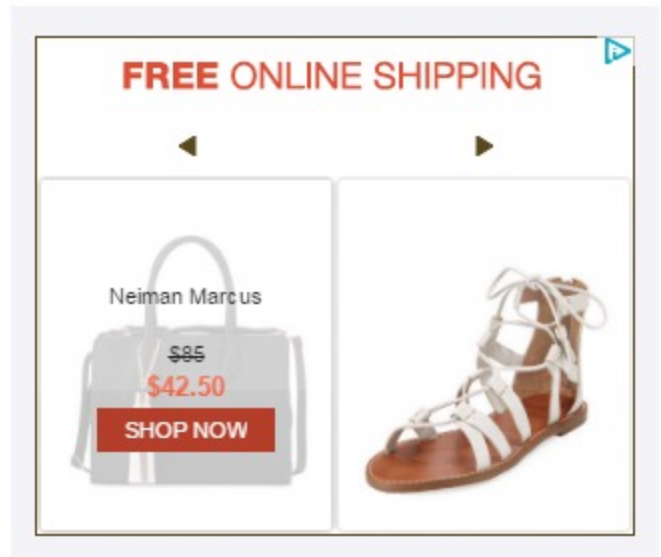 FREE ONLINE SHIPPING
Neiman Marcus
$85
$42.50
SHOP NOW